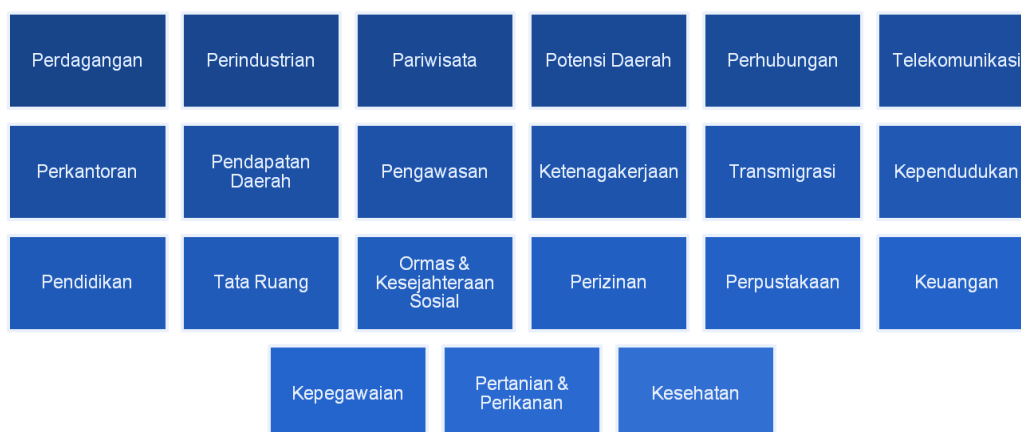 Perdagangan
Perindustrian
Pariwisata
Potensi Daerah
Perhubungan
Telekomunikasi
Perkantoran
Pendapatan
Daerah
Pengawasan
Ketenagakerjaan
Transmigrasi
Kependudukan
Pendidikan
Tata Ruang
Ormas &
Kesejahteraan
Sosial
Perizinan
Perpustakaan
Keuangan
Kepegawaian
Pertanian &
Perikanan
Kesehatan